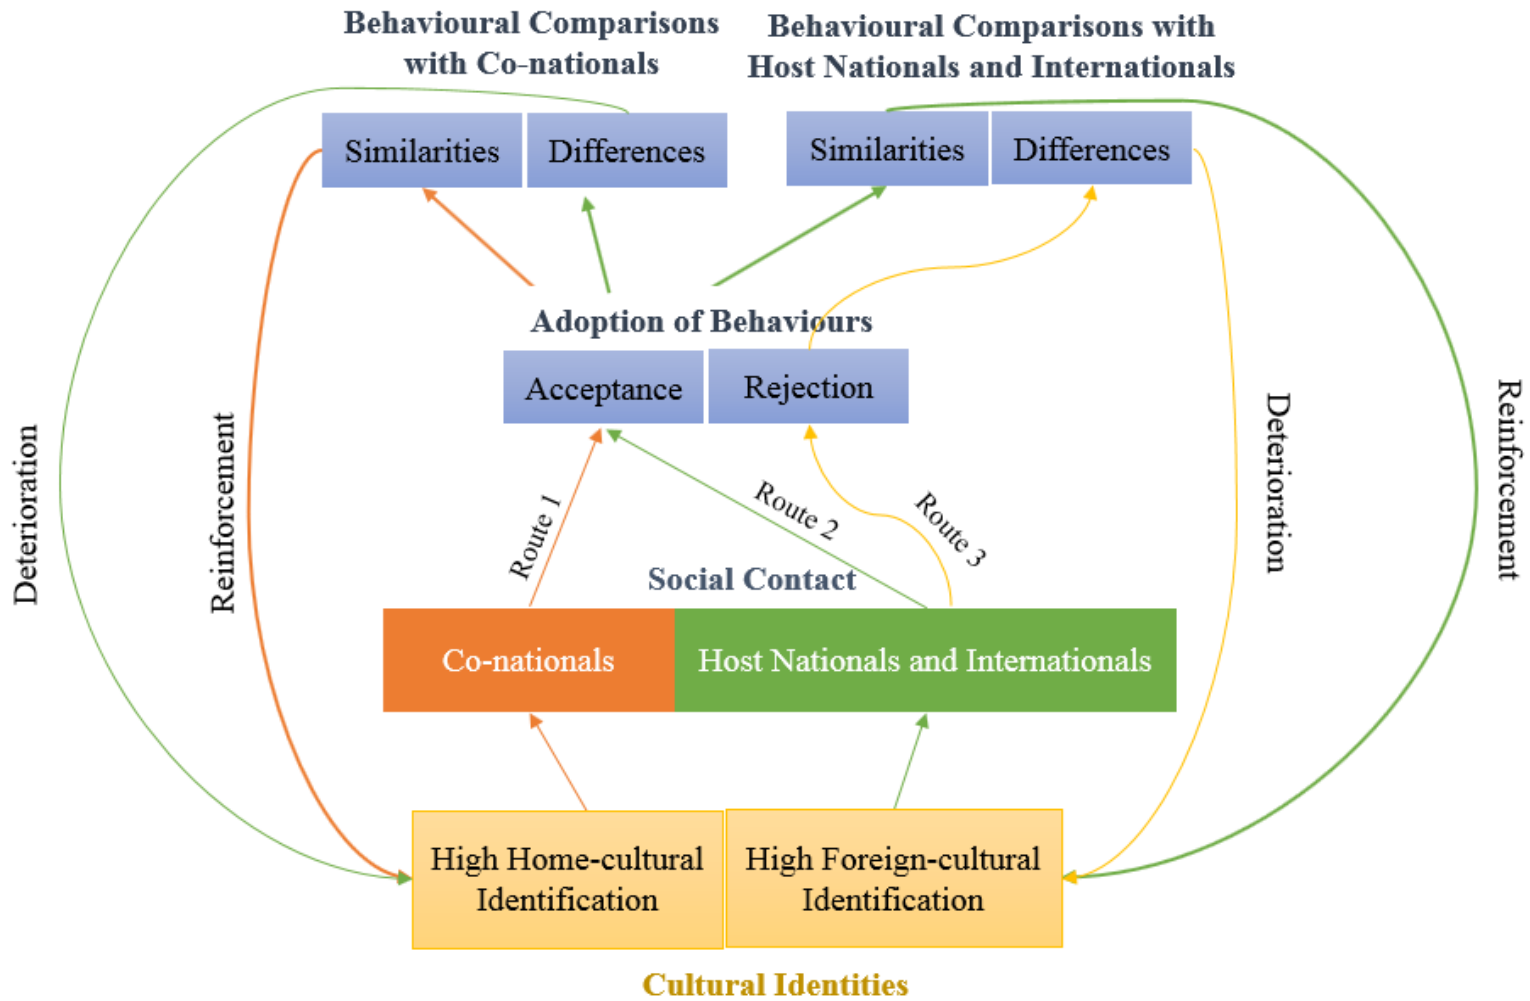 Behavioural Comparisons
with Co-nationals
Behavioural Comparisons with
Host Nationals and Internationals
Similarities
Differences
Similarities
Differences
Adoption of Behaviours
Acceptance
Rejection
Deterioration
Reinforcement
Deterioration
Reinforcement
Route 1
Route 2
Route 3
Social Contact
Co-nationals
Host Nationals and Internationals
High Home-cultural
Identification
High Foreign-cultural
Identification
Cultural Identities